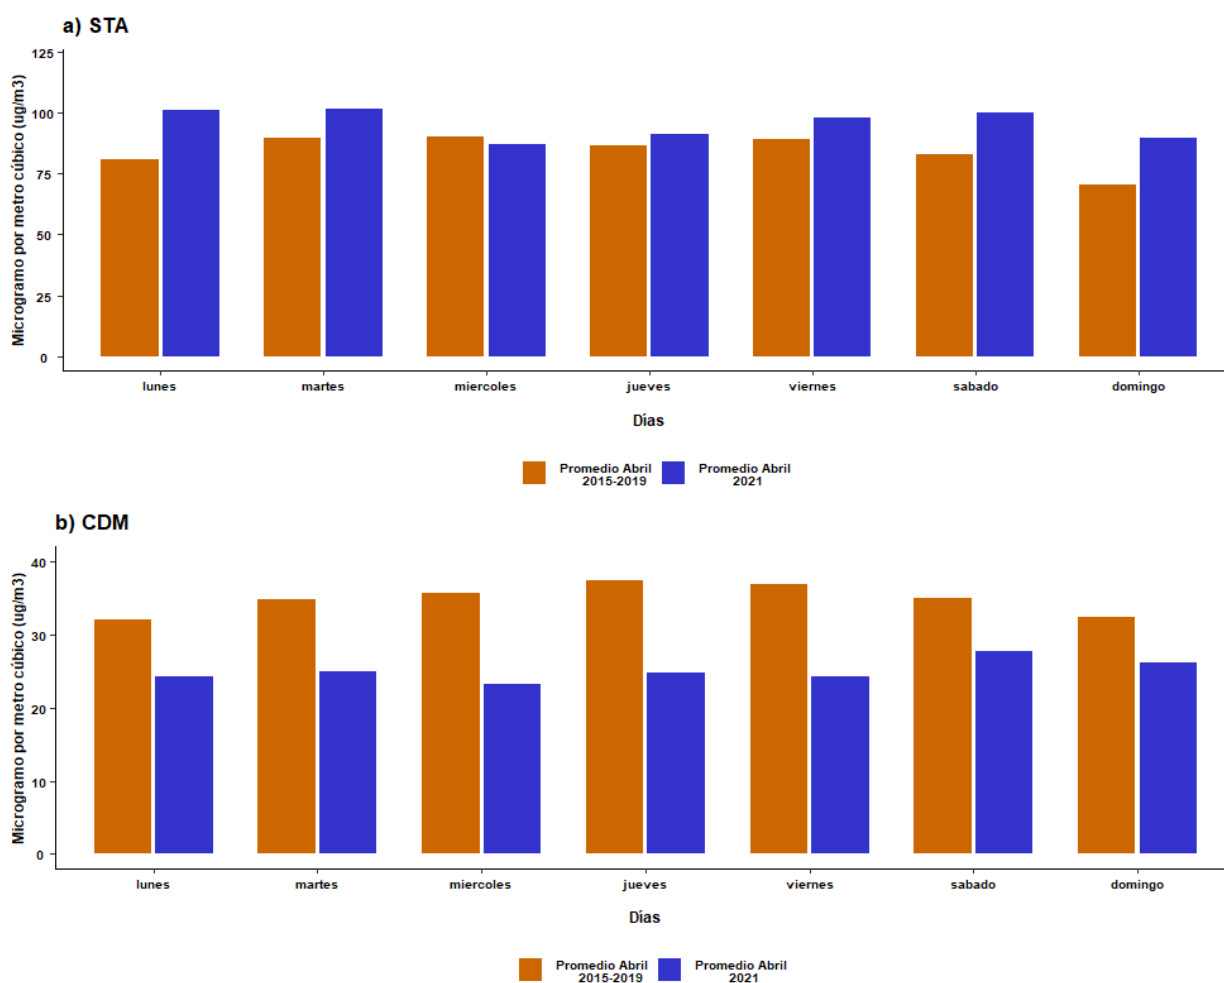 a) STA
Microgramo por metro cúbico (ug/m3)
125
100
75
50
25
0
lunes martes miercoles jueves viernes sabado domingo
Días
Promedio Abril 2015-2019 Promedio Abril 2021
b) CDM
Microgramo por metro cúbico (ug/m3)
40
30
20
10
0
lunes martes miercoles jueves viernes sabado domingo
Días
Promedio Abril 2015-2019 Promedio Abril 2021